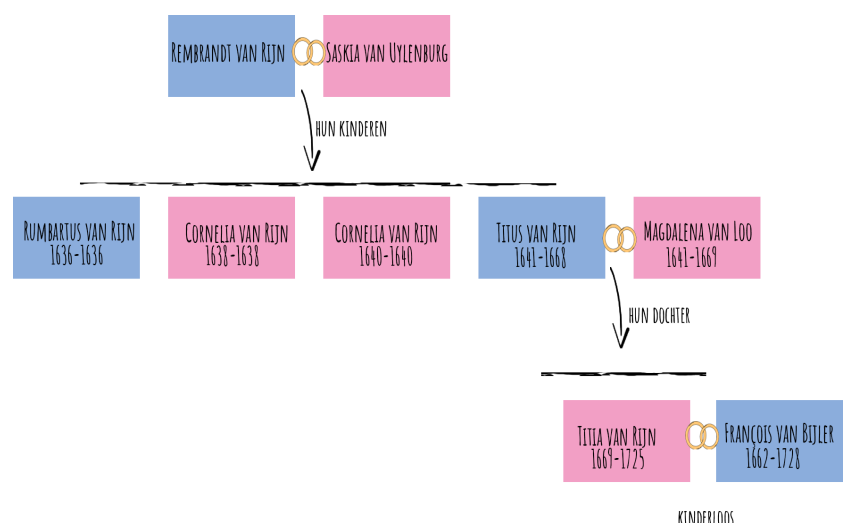 Rembrandt van Rijn
Saskia van Uylenburg
hun kinderen
Rumbartus van Rijn
1636-1636
Cornelia van Rijn
1638-1638
Cornelia van Rijn
1640-1640
Titus van Rijn
1641-1668
Magdalena van Loo
1641-1669
hun dochter
Titia van Rijn
1669-1725
François van Bijler
1662-1728
kinderloos